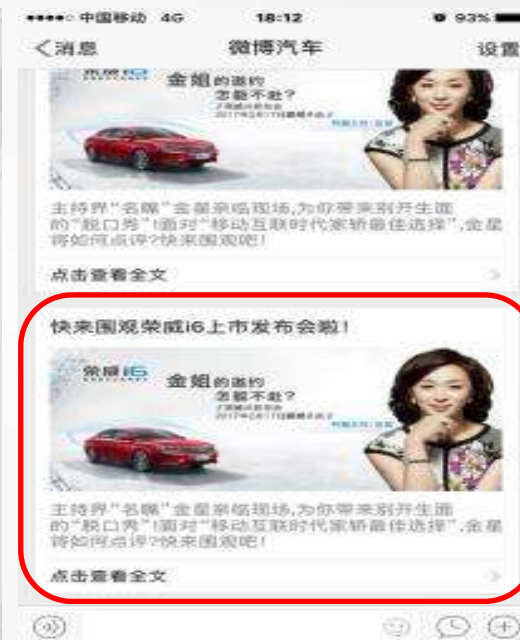 中国移动 4G 18:12 93%
消息 微博汽车 设置
荣威i6
金姐的邀约
怎能不赴?
主持界"名嘴"金星亲临现场,为你带来别开生面
的"脱口秀"!面对"移动互联时代家轿最佳选择",金星
将如何点评?快来围观吧!
点击查看全文
快来围观荣威i6上市发布会啦!
荣威i6
金姐的邀约
怎能不赴?
主持界"名嘴"金星亲临现场,为你带来别开生面
的"脱口秀"!面对"移动互联时代家轿最佳选择",金星
将如何点评?快来围观吧!
点击查看全文